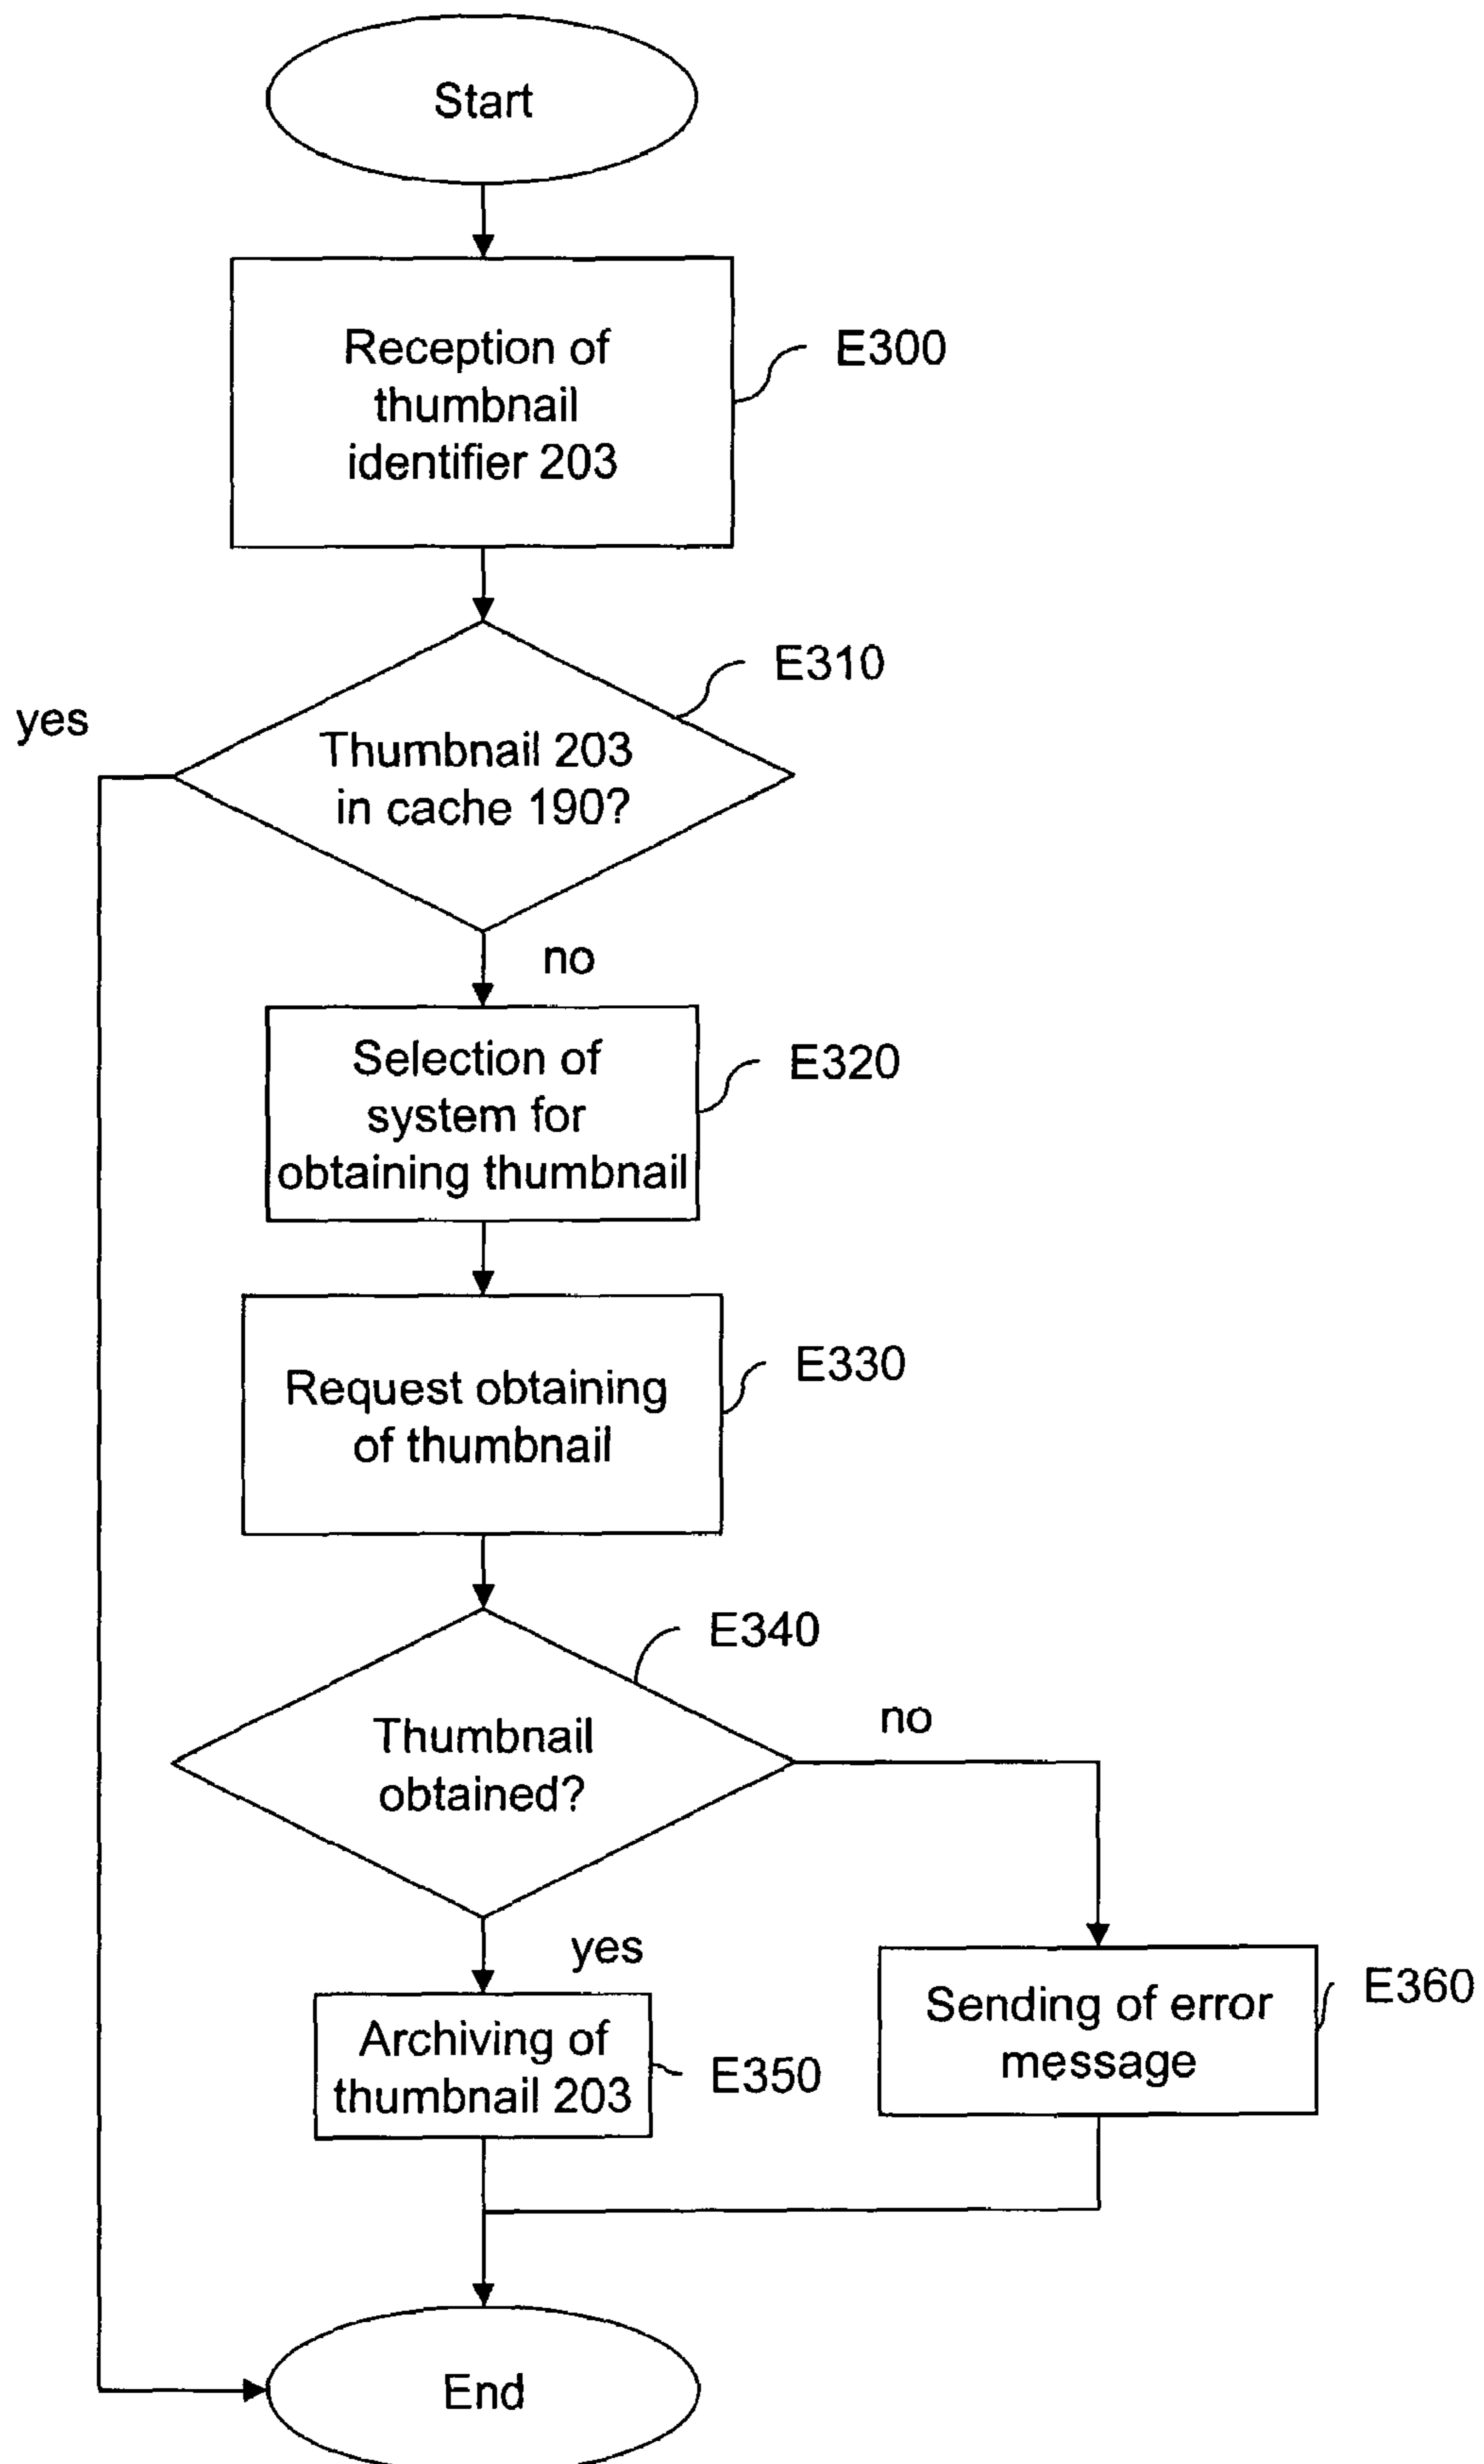 Start
Reception of
thumbnail
identifier 203
E300
E310
yes
Thumbnail 203
in cache 190?
no
Selection of
system for
obtaining thumbnail
E320
Request obtaining
of thumbnail
E330
E340
Thumbnail
obtained?
no
yes
Archiving of
thumbnail 203
E350
Sending of error
message
E360
End